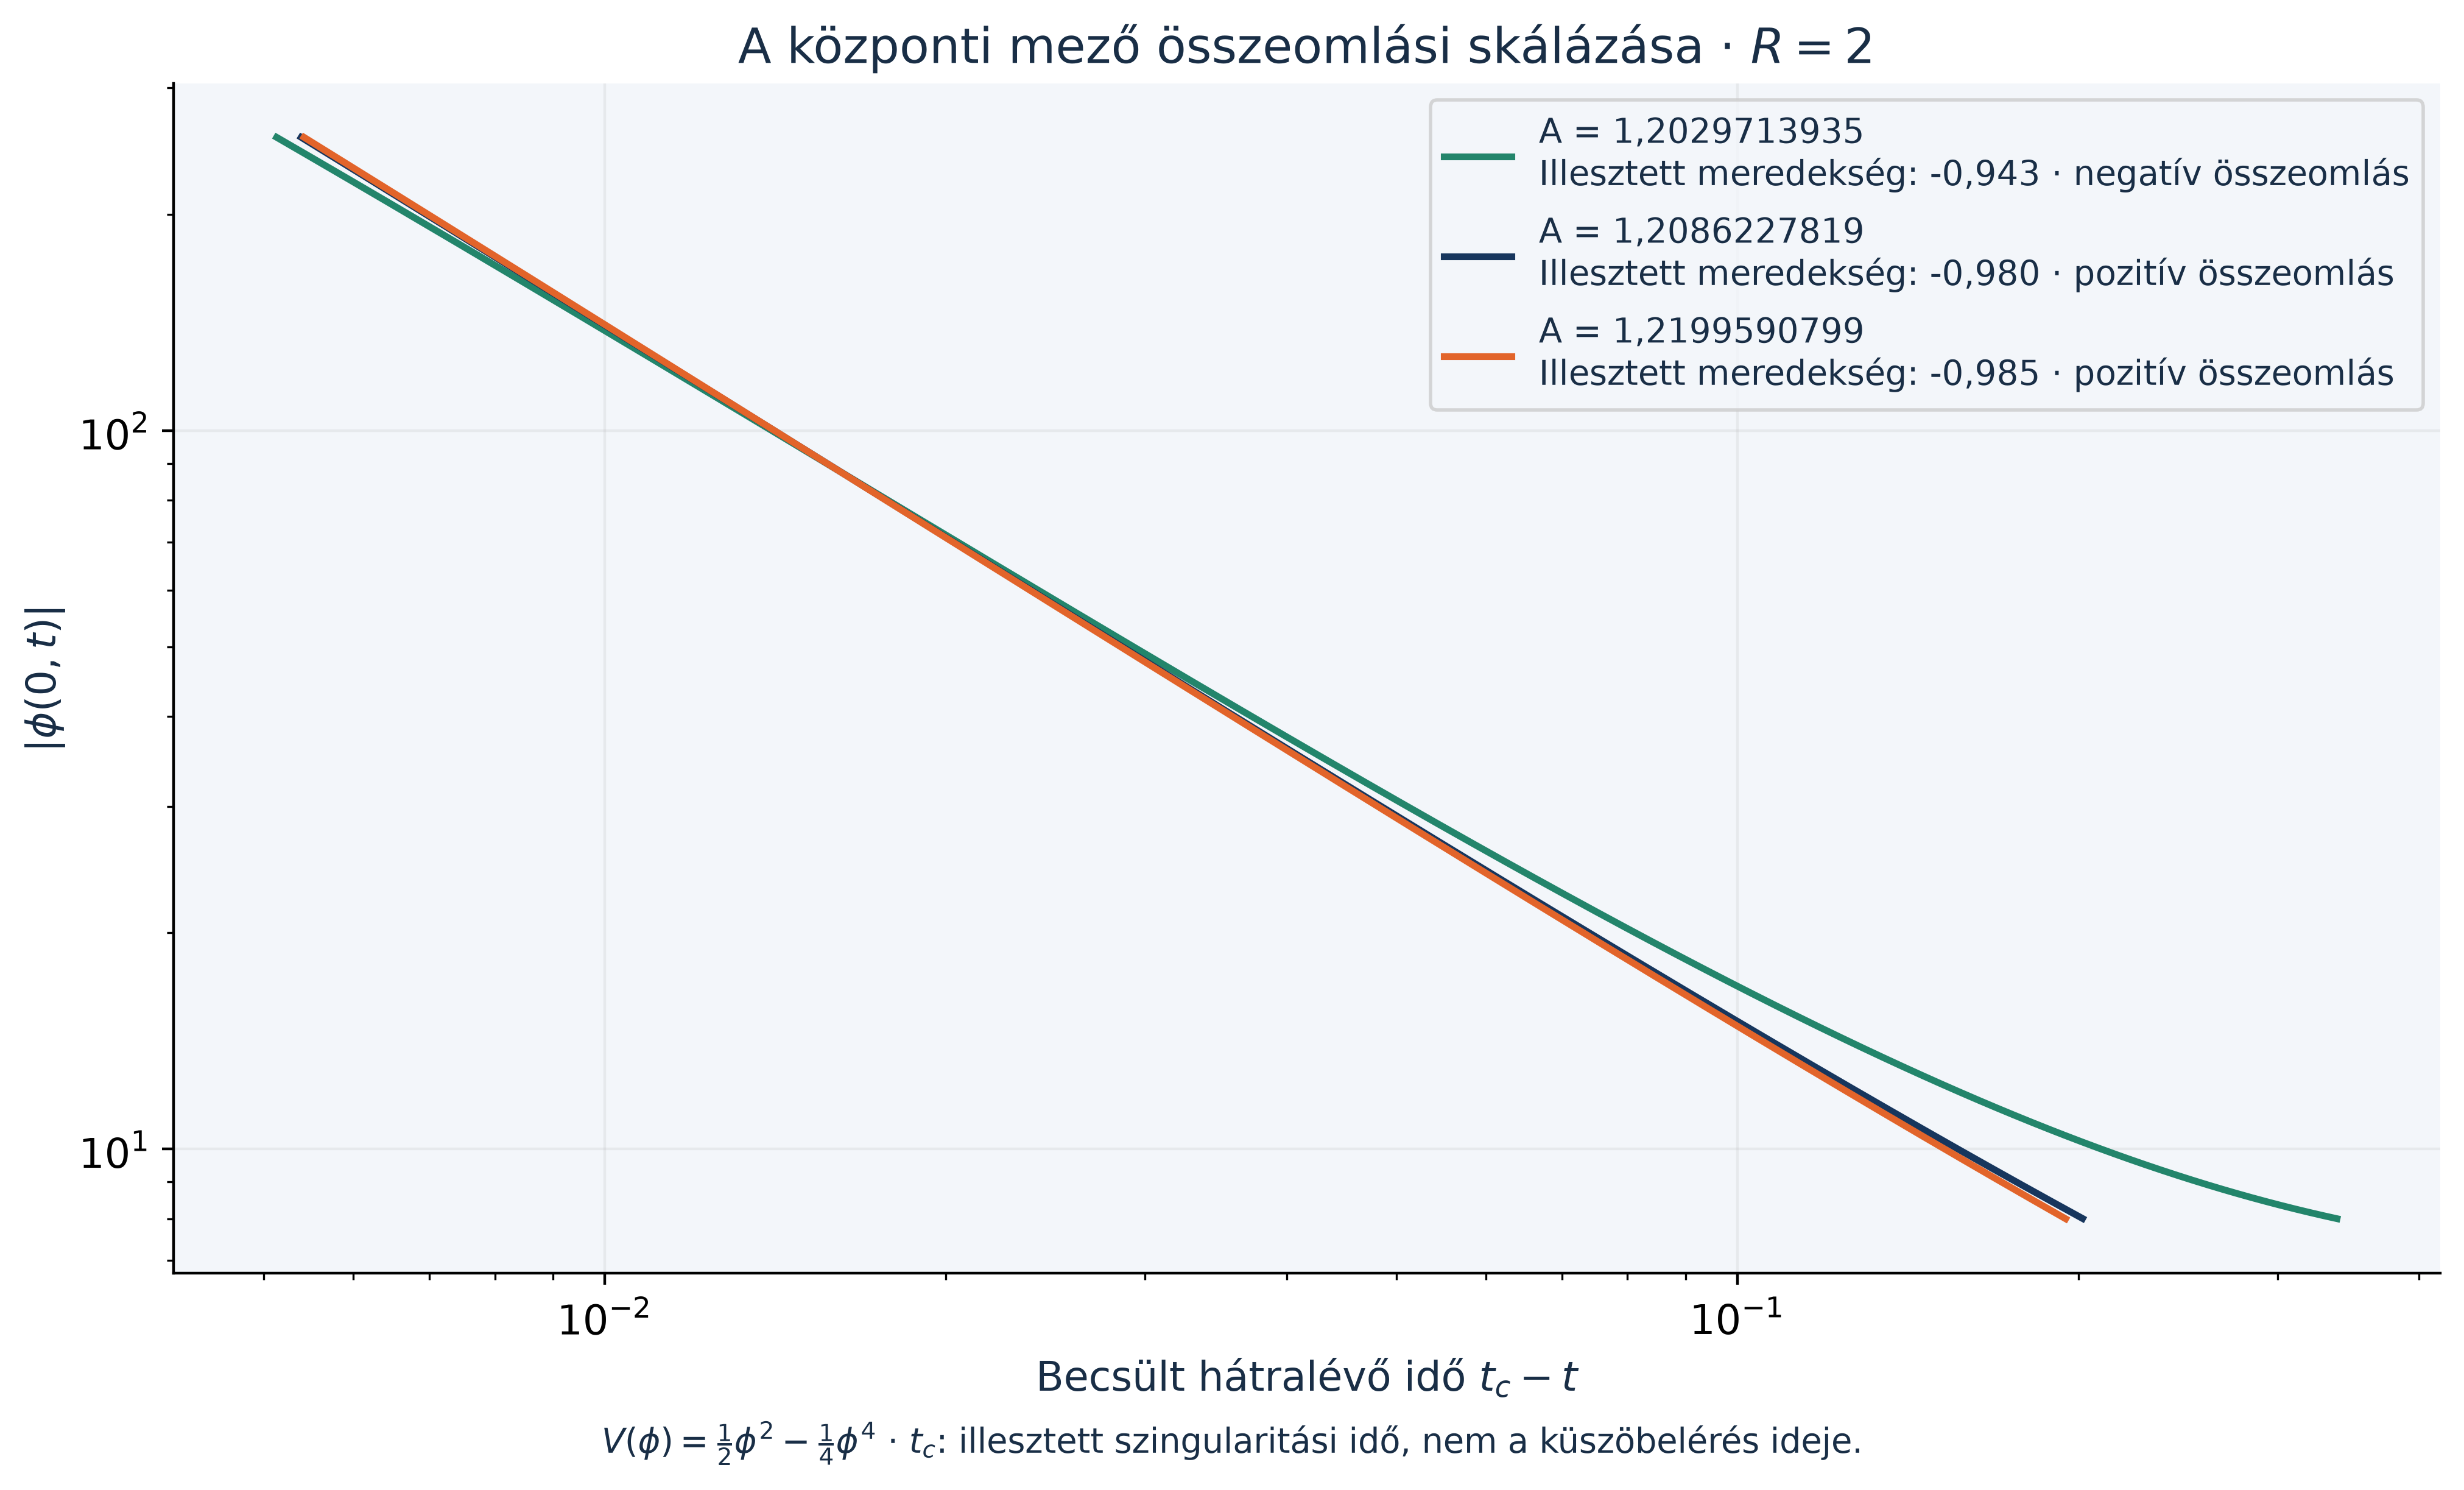 A központi mező összeomlási skálázása · R = 2
A = 1,2029713935
Illesztett meredekség: -0,943 · negatív összeomlás
A = 1,2086227819
Illesztett meredekség: -0,980 · pozitív összeomlás
A = 1,2199590799
Illesztett meredekség: -0,985 · pozitív összeomlás
|ϕ(0, t)|
10²
10¹
10⁻²
10⁻¹
Becsült hátralévő idő t_c − t
V(ϕ) = ½ϕ² − ¼ϕ⁴ · t_c: illesztett szingularitási idő, nem a küszöbelérés ideje.